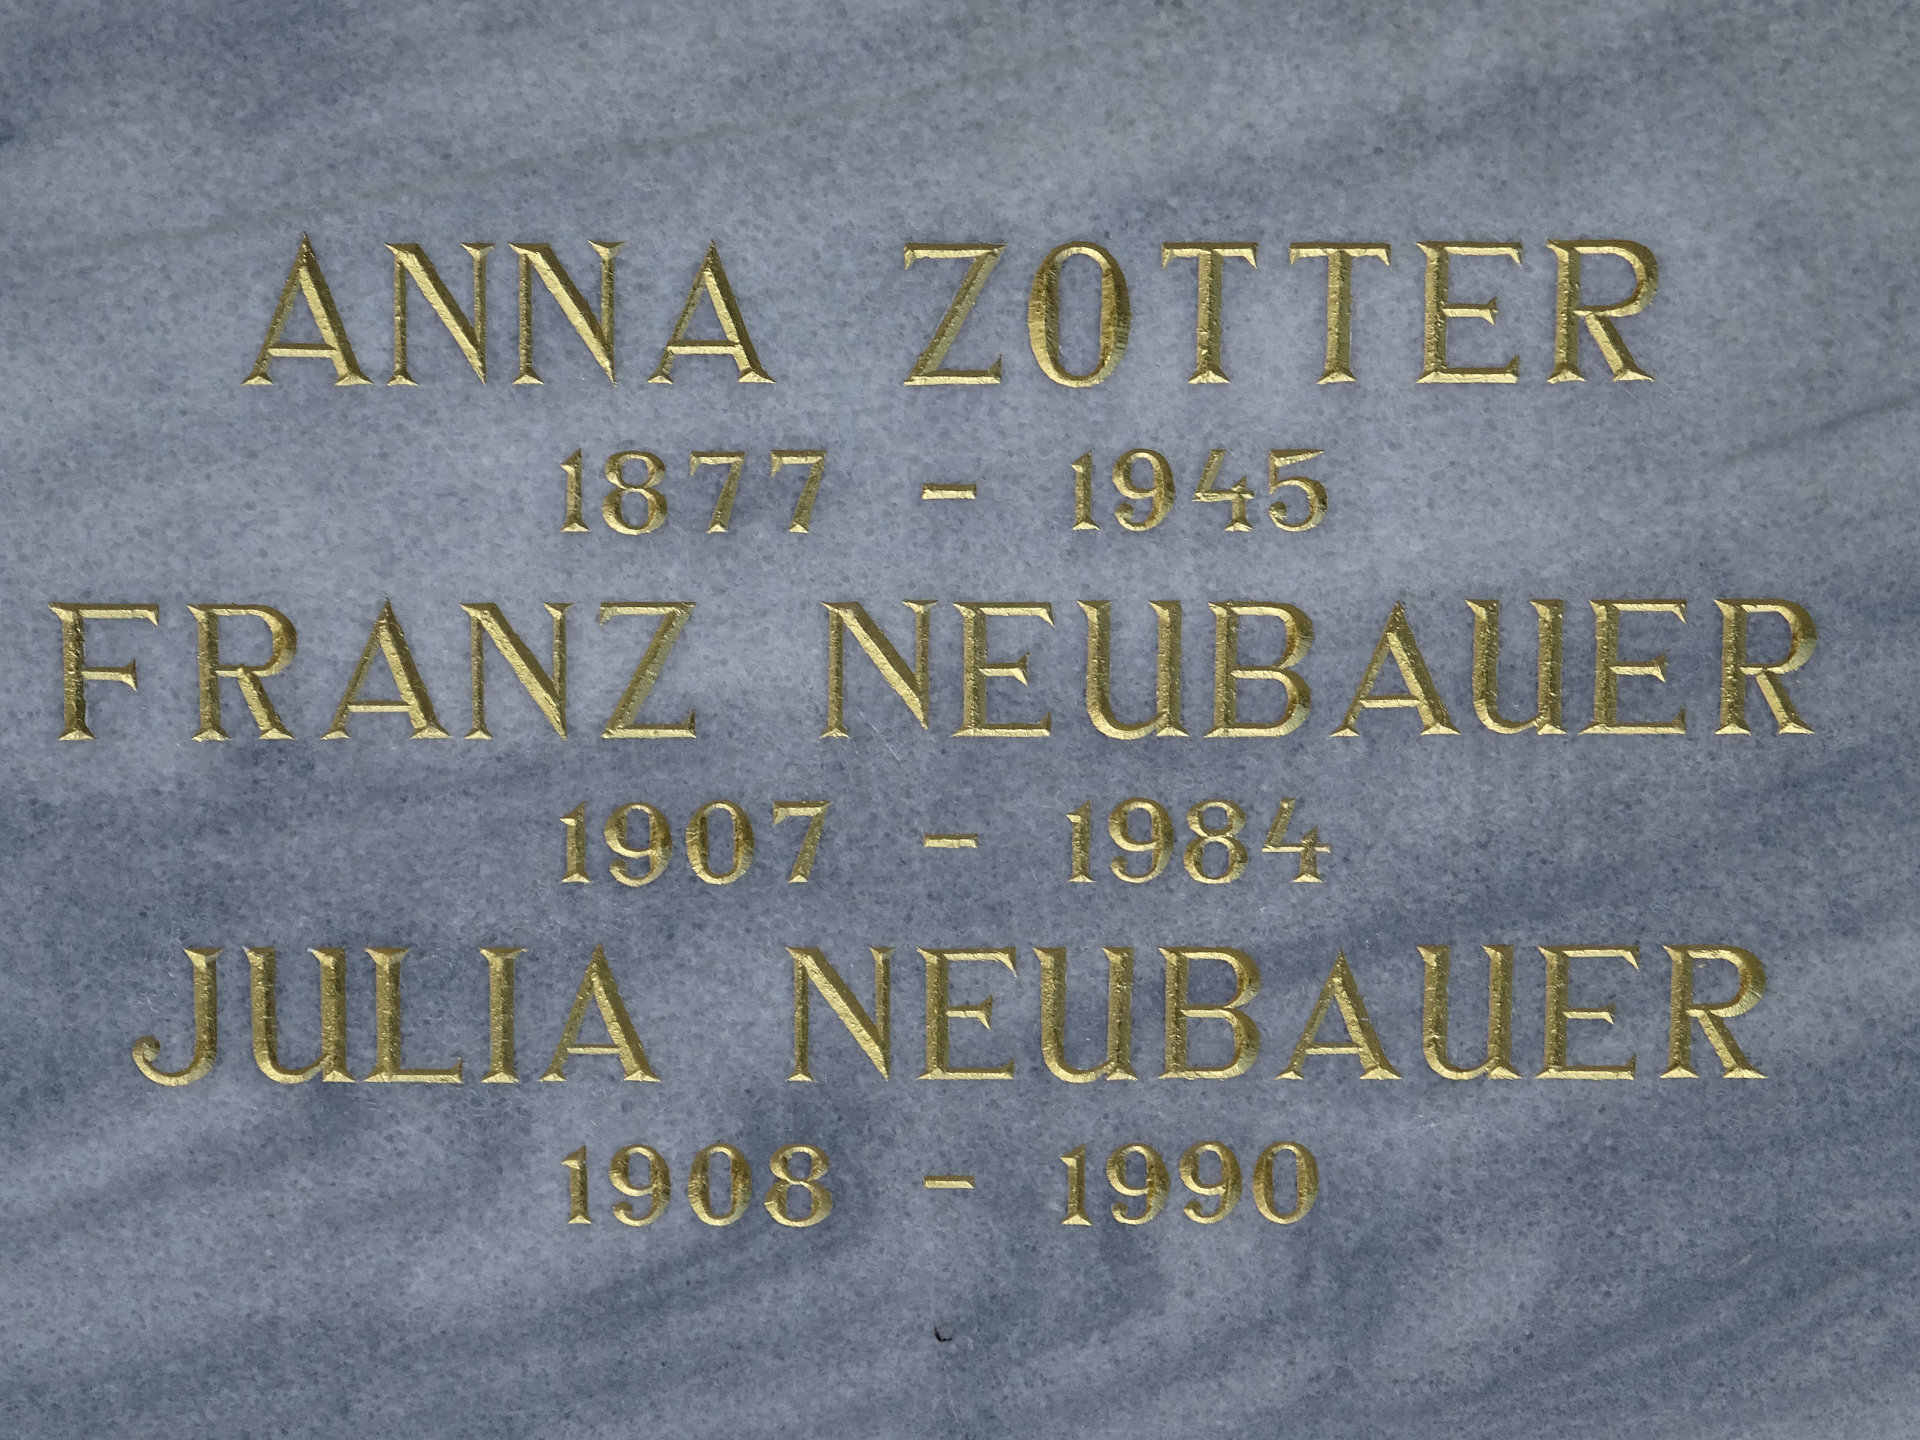 ANNA ZOTTER
1877 - 1945
FRANZ NEUBAUER
1907 - 1984
JULIA NEUBAUER
1908 - 1990